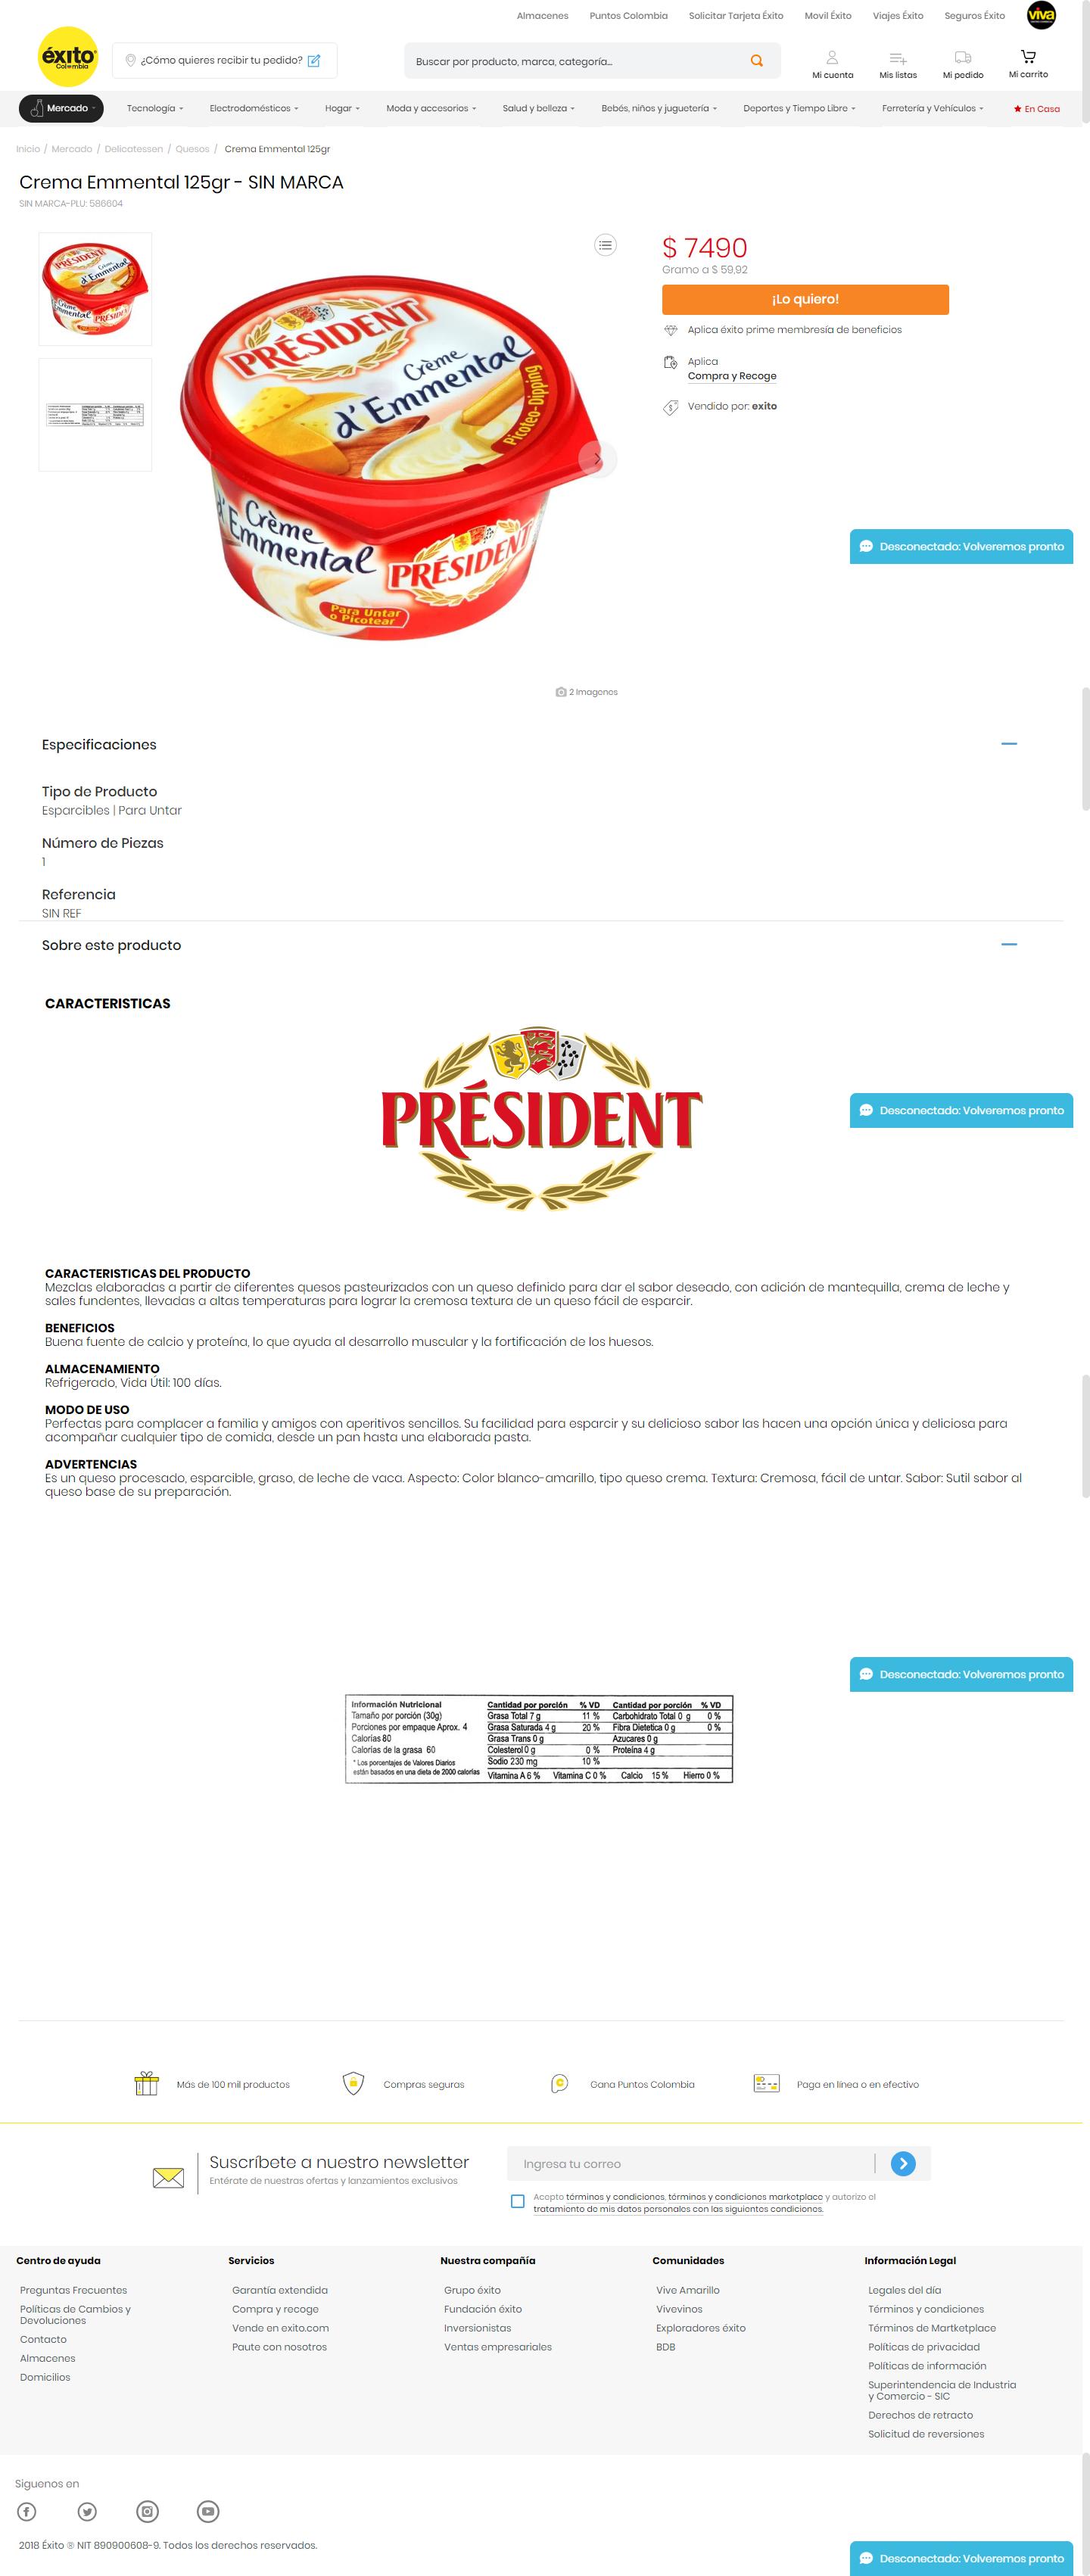 Almacenes Puntos Colombia Solicitar Tarjeta Éxito Movil Éxito Viajes Éxito Seguros Éxito viva
éxito
Colombia
¿Cómo quieres recibir tu pedido?
Buscar por producto, marca, categoría...
Mi cuenta Mis listas Mi pedido Mi carrito
Mercado Tecnología Electrodomésticos Hogar Moda y accesorios Salud y belleza Bebés, niños y juguetería Deportes y Tiempo Libre Ferretería y Vehículos En Casa
Inicio / Mercado / Delicatessen / Quesos / Crema Emmental 125gr
Crema Emmental 125gr - SIN MARCA
SIN MARCA-PLU: 586604
PRÉSIDENT
Crème
d'Emmental
Picoteo-Dipping
Crème
d'Emmental
PRÉSIDENT
Para Untar
o Picotear
$ 7490
Gramo a $ 59,92
¡Lo quiero!
Aplica éxito prime membresía de beneficios
Aplica
Compra y Recoge
Vendido por: exito
Desconectado: Volveremos pronto
2 Imagenes
Especificaciones
Tipo de Producto
Esparcibles | Para Untar
Número de Piezas
1
Referencia
SIN REF
Sobre este producto
CARACTERISTICAS
PRÉSIDENT
Desconectado: Volveremos pronto
CARACTERISTICAS DEL PRODUCTO
Mezclas elaboradas a partir de diferentes quesos pasteurizados con un queso definido para dar el sabor deseado, con adición de mantequilla, crema de leche y
sales fundentes, llevadas a altas temperaturas para lograr la cremosa textura de un queso fácil de esparcir.
BENEFICIOS
Buena fuente de calcio y proteína, lo que ayuda al desarrollo muscular y la fortificación de los huesos.
ALMACENAMIENTO
Refrigerado, Vida Útil: 100 días.
MODO DE USO
Perfectas para complacer a familia y amigos con aperitivos sencillos. Su facilidad para esparcir y su delicioso sabor las hacen una opción única y deliciosa para
acompañar cualquier tipo de comida, desde un pan hasta una elaborada pasta.
ADVERTENCIAS
Es un queso procesado, esparcible, graso, de leche de vaca. Aspecto: Color blanco-amarillo, tipo queso crema. Textura: Cremosa, fácil de untar. Sabor: Sutil sabor al
queso base de su preparación.
Desconectado: Volveremos pronto
Información Nutricional Cantidad por porción % VD Cantidad por porción % VD
Tamaño por porción (30g) Grasa Total 7 g 11 % Carbohidrato Total 0 g 0 %
Porciones por empaque Aprox. 4 Grasa Saturada 4 g 20 % Fibra Dietetica 0 g 0 %
Calorias 80 Grasa Trans 0 g Azucares 0 g
Calorías de la grasa 60 Colesterol 0 g 0 % Proteína 4 g
* Los porcentajes de Valores Diarios Sodio 230 mg 10 %
están basados en una dieta de 2000 calorías Vitamina A 6 % Vitamina C 0 % Calcio 15 % Hierro 0 %
Más de 100 mil productos Compras seguras Gana Puntos Colombia Paga en línea o en efectivo
Suscríbete a nuestro newsletter
Entérate de nuestras ofertas y lanzamientos exclusivos
Ingresa tu correo
Acepto términos y condiciones, términos y condiciones marketplace y autorizo el
tratamiento de mis datos personales con las siguientes condiciones.
Centro de ayuda
Preguntas Frecuentes
Políticas de Cambios y
Devoluciones
Contacto
Almacenes
Domicilios
Servicios
Garantía extendida
Compra y recoge
Vende en exito.com
Paute con nosotros
Nuestra compañía
Grupo éxito
Fundación éxito
Inversionistas
Ventas empresariales
Comunidades
Vive Amarillo
Vivevinos
Exploradores éxito
BDB
Información Legal
Legales del día
Términos y condiciones
Términos de Martketplace
Políticas de privacidad
Políticas de información
Superintendencia de Industria
y Comercio - SIC
Derechos de retracto
Solicitud de reversiones
Síguenos en
2018 Éxito ® NIT 890900608-9. Todos los derechos reservados.
Desconectado: Volveremos pronto